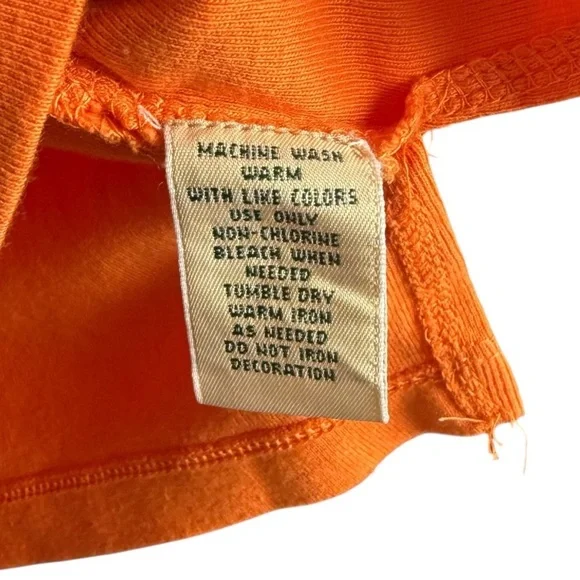 MACHINE WASH
WARM
WITH LIKE COLORS
USE ONLY
NON-CHLORINE
BLEACH WHEN
NEEDED
TUMBLE DRY
WARM IRON
AS NEEDED
DO NOT IRON
DECORATION